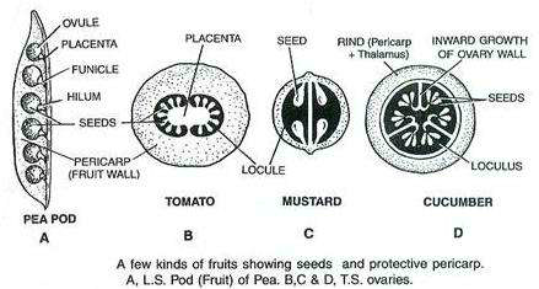 OVULE
PLACENTA
FUNICLE
HILUM
SEEDS
PERICARP
(FRUIT WALL)
PEA POD
A
PLACENTA
TOMATO
B
SEED
LOCULE
MUSTARD
C
RIND (Pericarp
+ Thalamus)
INWARD GROWTH
OF OVARY WALL
SEEDS
LOCULUS
CUCUMBER
D
A few kinds of fruits showing seeds and protective pericarp.
A, L.S. Pod (Fruit) of Pea. B,C & D, T.S. ovaries.